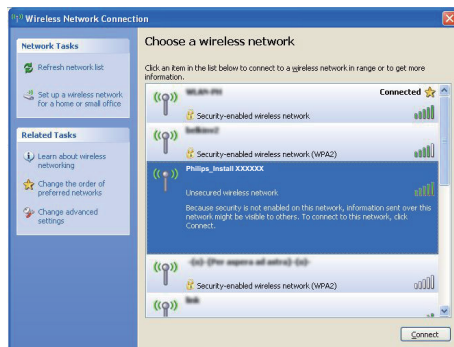 Wireless Network Connection
Network Tasks
Refresh network list
Set up a wireless network
for a home or small office
Related Tasks
Learn about wireless
networking
Change the order of
preferred networks
Change advanced
settings
Choose a wireless network
Click an item in the list below to connect to a wireless network in range or to get more
information.
Connected
Security-enabled wireless network
Security-enabled wireless network (WPA2)
Philips_Install XXXXXX
Unsecured wireless network
Because security is not enabled on this network, information sent over this
network might be visible to others. To connect to this network, click
Connect.
Security-enabled wireless network (WPA2)
Connect